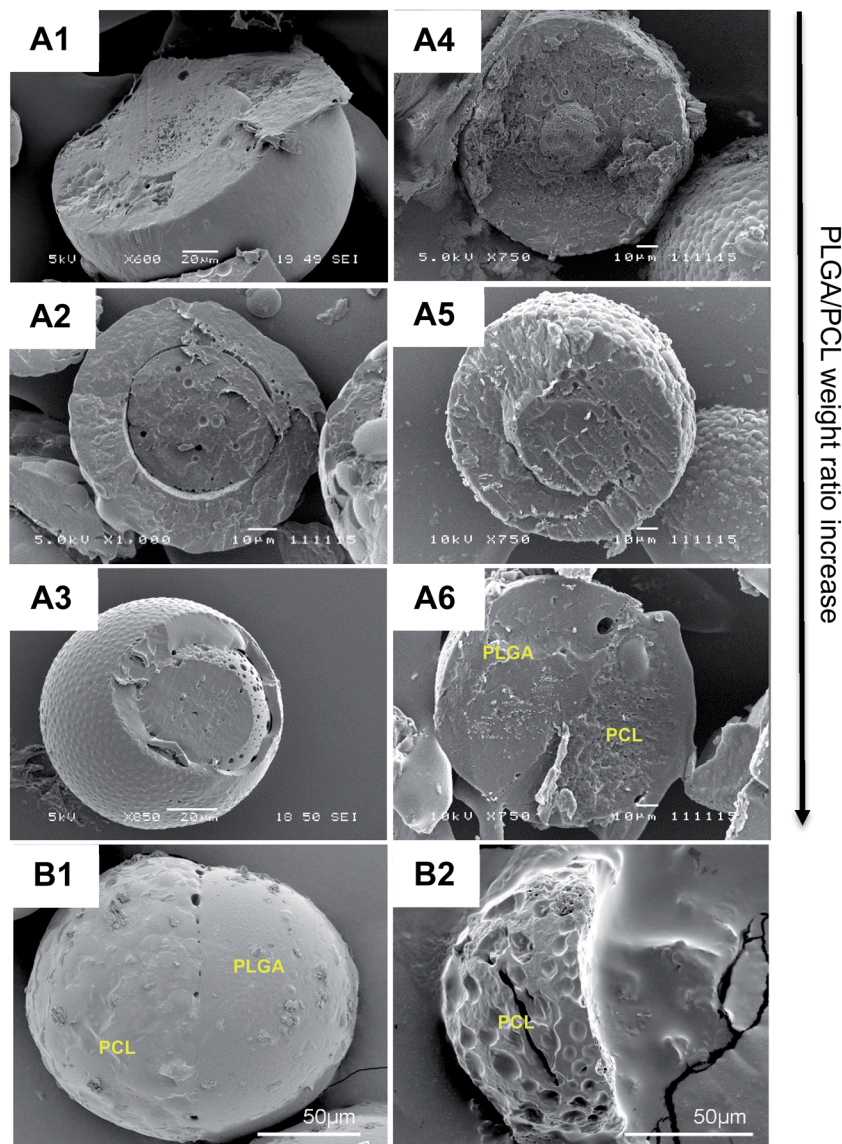 A1
5kV X600 20µm 19 49 SEI
A4
5.0kV X750 10µm 111115
A2
5.0kV X1,000 10µm 111115
A5
10kV X750 10µm 111115
A3
5kV X850 20µm 18 50 SEI
A6
PLGA
PCL
10kV X750 10µm 111115
PLGA/PCL weight ratio increase
B1
PLGA
PCL
50µm
B2
PCL
50µm